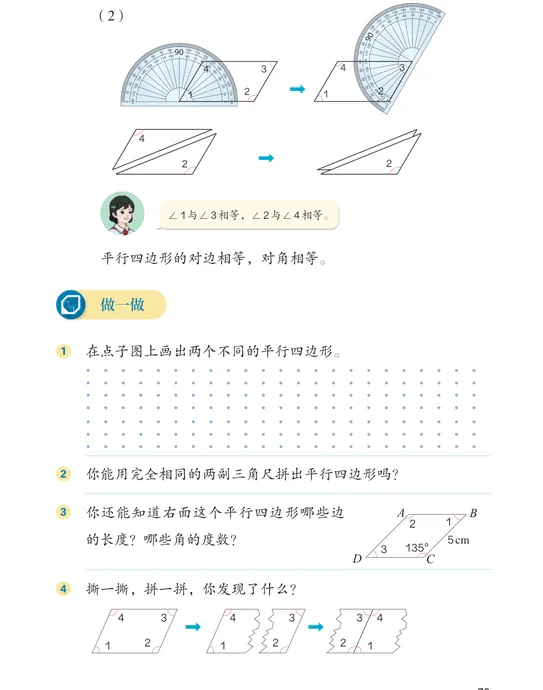 （2）
90
4 3
1 2
90
4 3
1 2
4
2
2
∠1与∠3相等，∠2与∠4相等。
平行四边形的对边相等，对角相等。
做一做
1 在点子图上画出两个不同的平行四边形。
2 你能用完全相同的两副三角尺拼出平行四边形吗？
3 你还能知道右面这个平行四边形哪些边
的长度？哪些角的度数？
A B
2 1
5cm
3 135°
D C
4 撕一撕，拼一拼，你发现了什么？
4 3 4 3 3 4
1 2 1 2 2 1